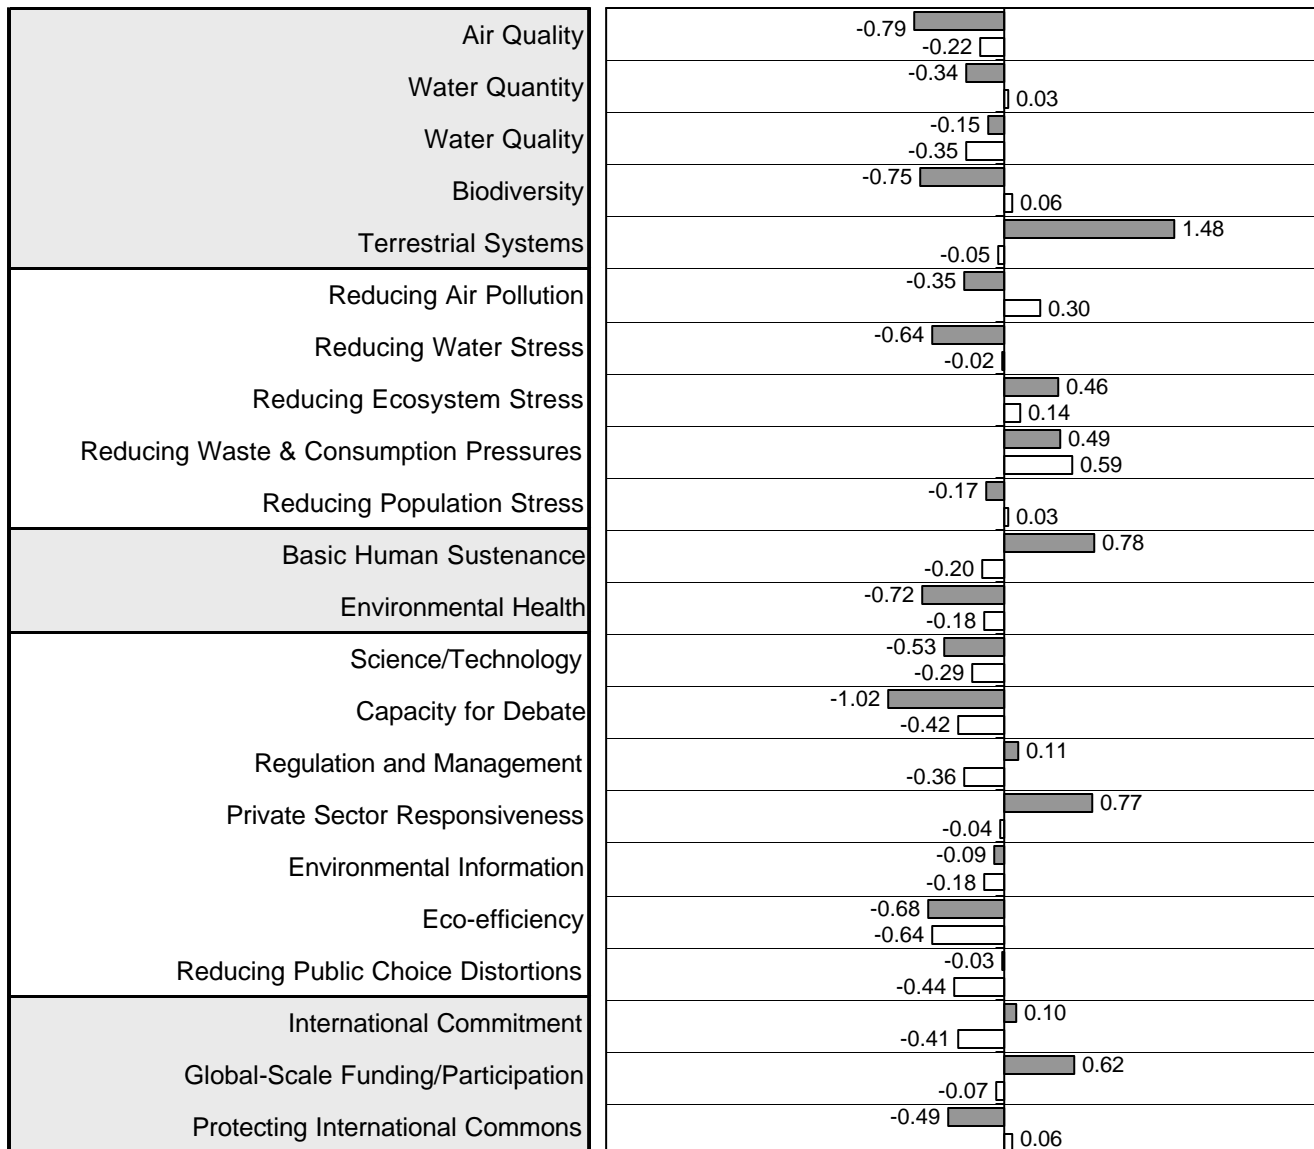 Air Quality
-0.79
-0.22
Water Quantity
-0.34
0.03
Water Quality
-0.15
-0.35
Biodiversity
-0.75
0.06
Terrestrial Systems
1.48
-0.05
Reducing Air Pollution
-0.35
0.30
Reducing Water Stress
-0.64
-0.02
Reducing Ecosystem Stress
0.46
0.14
Reducing Waste & Consumption Pressures
0.49
0.59
Reducing Population Stress
-0.17
0.03
Basic Human Sustenance
0.78
-0.20
Environmental Health
-0.72
-0.18
Science/Technology
-0.53
-0.29
Capacity for Debate
-1.02
-0.42
Regulation and Management
0.11
-0.36
Private Sector Responsiveness
0.77
-0.04
Environmental Information
-0.09
-0.18
Eco-efficiency
-0.68
-0.64
Reducing Public Choice Distortions
-0.03
-0.44
International Commitment
0.10
-0.41
Global-Scale Funding/Participation
0.62
-0.07
Protecting International Commons
-0.49
0.06